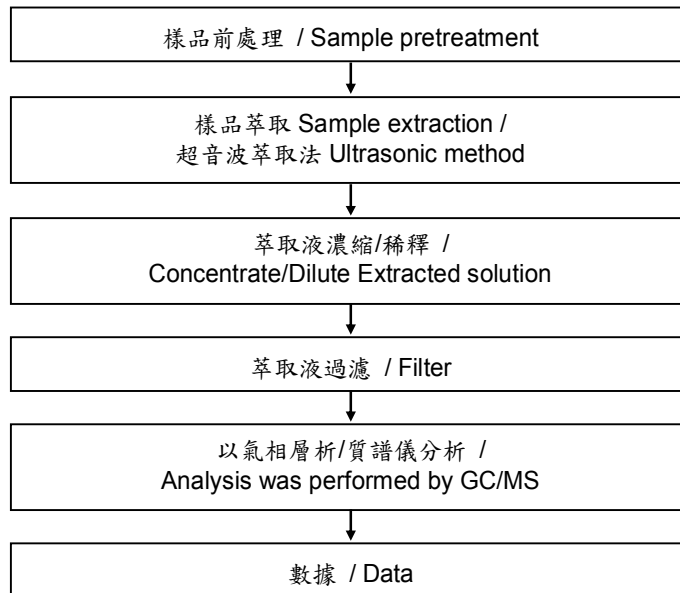 樣品前處理 / Sample pretreatment
樣品萃取 Sample extraction /
超音波萃取法 Ultrasonic method
萃取液濃縮/稀釋 /
Concentrate/Dilute Extracted solution
萃取液過濾 / Filter
以氣相層析/質譜儀分析 /
Analysis was performed by GC/MS
數據 / Data